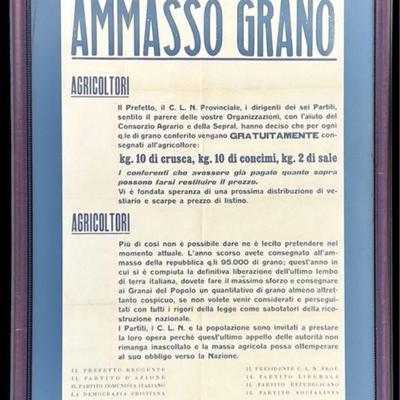 AMMASSO GRANO
AGRICOLTORI
Il Prefetto, il C. L. N. Provinciale, i dirigenti dei sei Partiti,
sentito il parere delle vostre Organizzazioni, con l'aiuto del
Consorzio Agrario e della Sepral, hanno deciso che per ogni
q.le di grano conferito vengano GRATUITAMENTE con-
segnati all'agricoltore:
kg. 10 di crusca, kg. 10 di concimi, kg. 2 di sale
I conferenti che avessero già pagato quanto sopra
possono farsi restituire il prezzo.
Vi è fondata speranza di una prossima distribuzione di ve-
stiario e scarpe a prezzo di listino.
AGRICOLTORI
Più di così non è possibile dare ne è lecito pretendere nel
momento attuale. L'anno scorso avete consegnato all'am-
masso della repubblica q.li 95.000 di grano; quest'anno in
cui si è compiuta la definitiva liberazione dell'ultimo lembo
di terra italiana, dovete fare il massimo sforzo e consegnare
ai Granai del Popolo un quantitativo di grano almeno altret-
tanto cospicuo, se non volete venir considerati e persegui-
tati con tutti i rigori della legge come sabotatori della rico-
struzione nazionale.
I Partiti, i C. L. N. e la popolazione sono invitati a prestare
la loro opera perchè quest'ultimo appello delle autorità non
rimanga inascoltato e la massa agricola possa ottemperare
al suo obbligo verso la Nazione.
IL PREFETTO REGGENTE
IL PARTITO D'AZIONE
IL PARTITO COMUNISTA ITALIANO
LA DEMOCRAZIA CRISTIANA
IL PRESIDENTE C. L. N. PROV.
IL PARTITO LIBERALE
IL PARTITO REPUBBLICANO
IL PARTITO SOCIALISTA